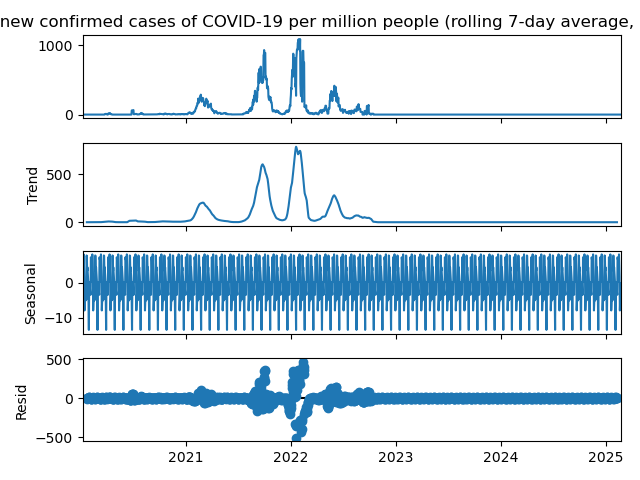 new confirmed cases of COVID-19 per million people (rolling 7-day average,
1000
0
Trend
500
0
Seasonal
0
−10
Resid
500
0
−500
2021 2022 2023 2024 2025